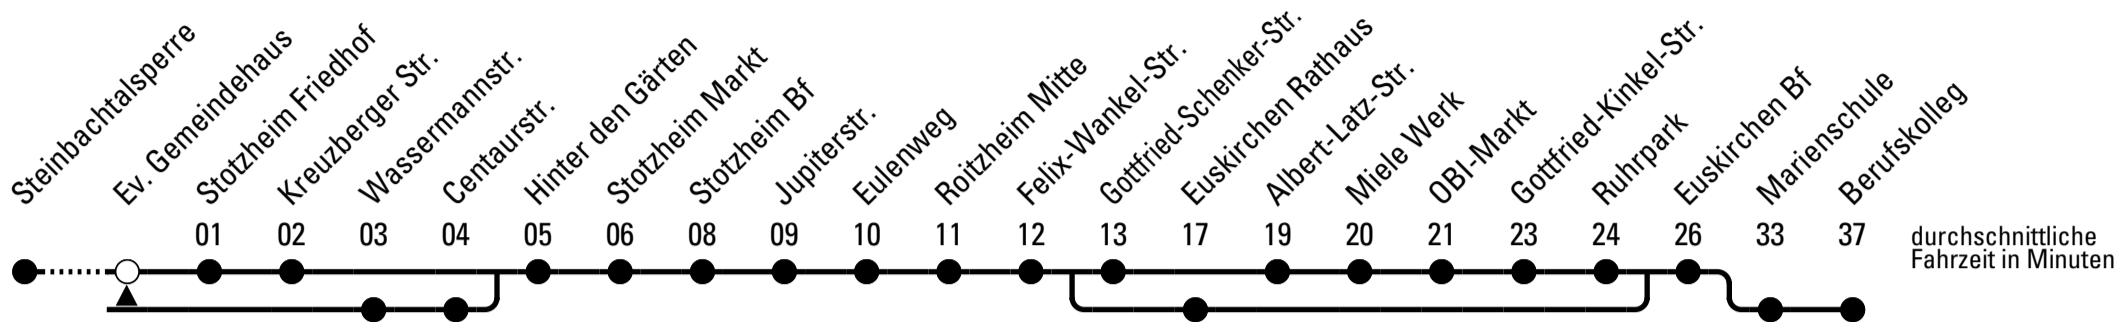 Steinbachtalsperre
Ev. Gemeindehaus
Stotzheim Friedhof
Kreuzberger Str.
Wassermannstr.
Centaurstr.
Hinter den Gärten
Stotzheim Markt
Stotzheim Bf
Jupiterstr.
Eulenweg
Roitzheim Mitte
Felix-Wankel-Str.
Gottfried-Schenker-Str.
Euskirchen Rathaus
Albert-Latz-Str.
Miele Werk
OBI-Markt
Gottfried-Kinkel-Str.
Ruhrpark
Euskirchen Bf
Marienschule
Berufskolleg
01 02 03 04 05 06 08 09 10 11 12 13 17 19 20 21 23 24 26 33 37 durchschnittliche
Fahrzeit in Minuten